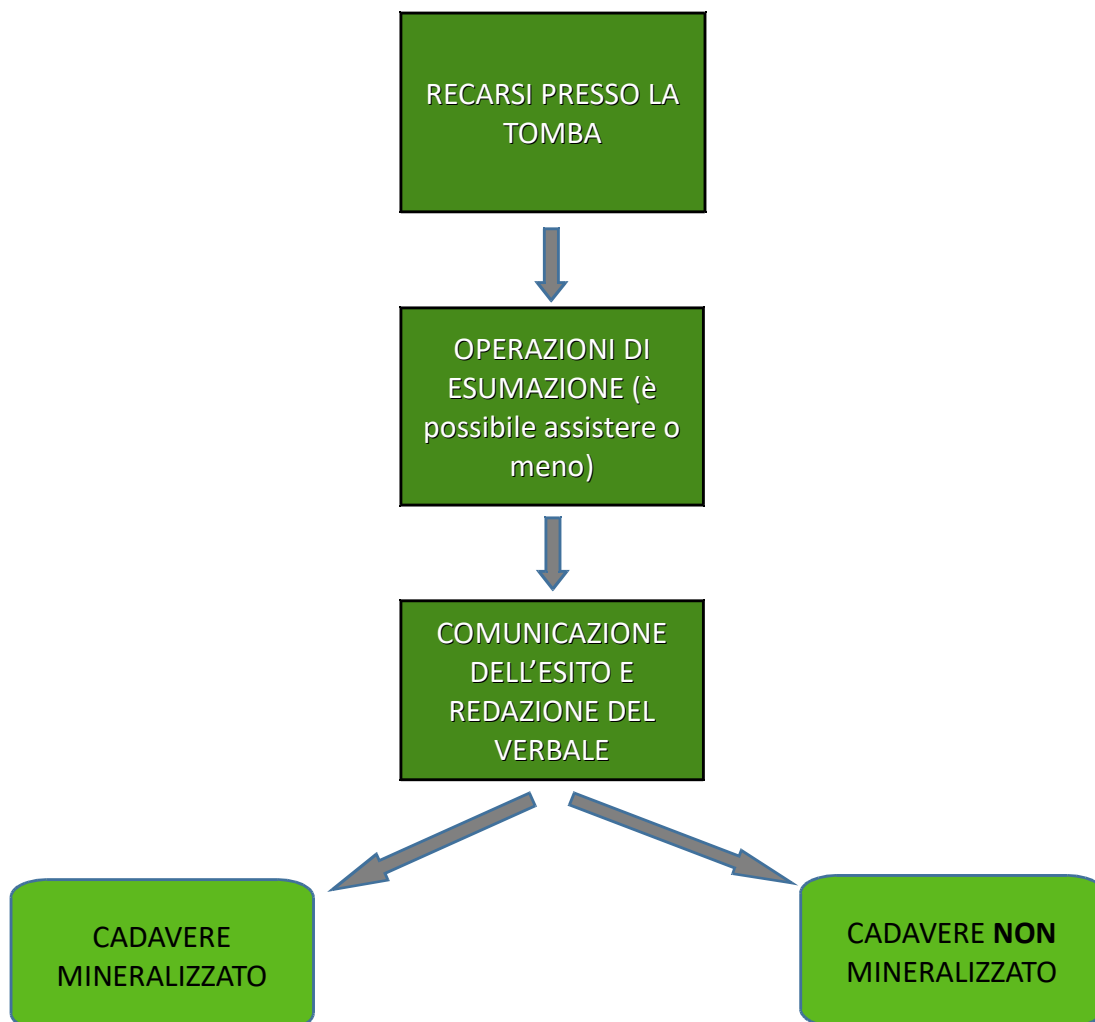 RECARSI PRESSO LA
TOMBA
OPERAZIONI DI
ESUMAZIONE (è
possibile assistere o
meno)
COMUNICAZIONE
DELL’ESITO E
REDAZIONE DEL
VERBALE
CADAVERE
MINERALIZZATO
CADAVERE NON
MINERALIZZATO